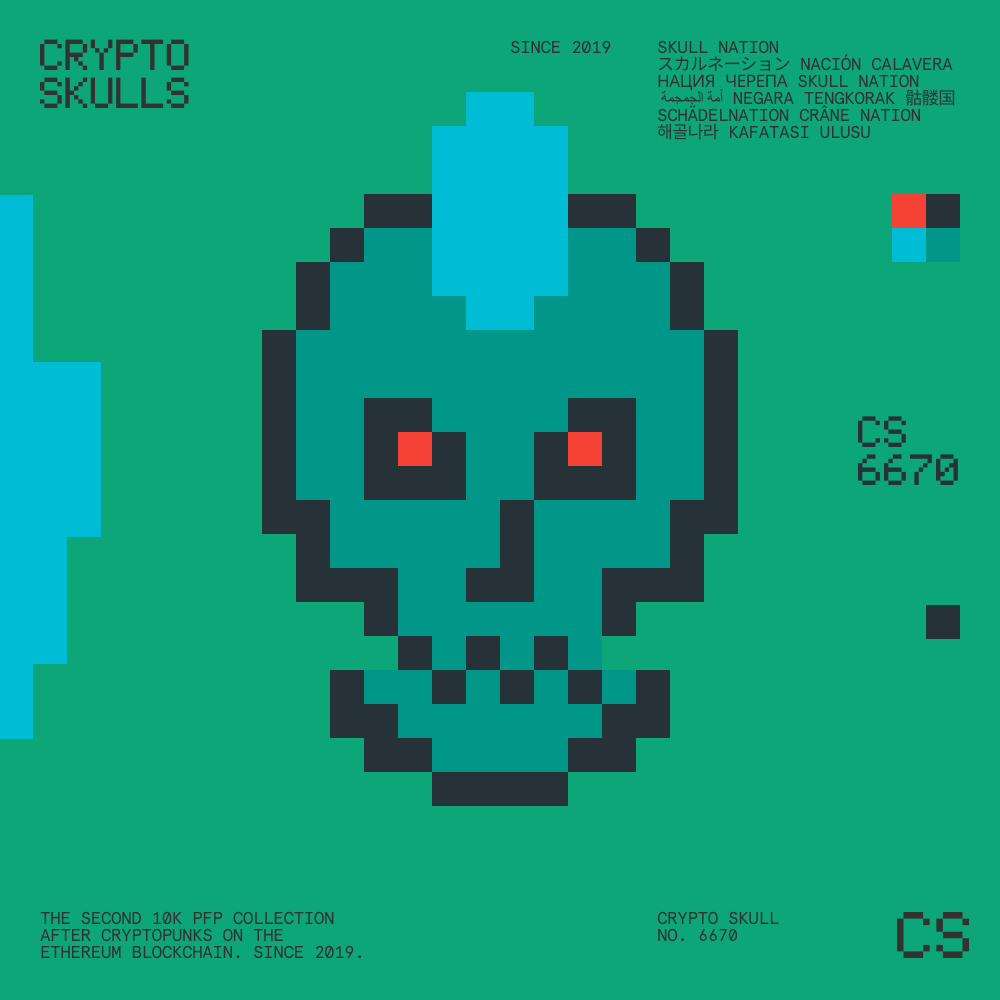 CRYPTO
SKULLS
SINCE 2019
SKULL NATION
スカルネーション NACIÓN CALAVERA
НАЦИЯ ЧЕРЕПА SKULL NATION
أمة الجمجمة NEGARA TENGKORAK 骷髅国
SCHÄDELNATION CRÂNE NATION
해골나라 KAFATASI ULUSU
CS
6670
THE SECOND 10K PFP COLLECTION
AFTER CRYPTOPUNKS ON THE
ETHEREUM BLOCKCHAIN. SINCE 2019.
CRYPTO SKULL
NO. 6670
CS